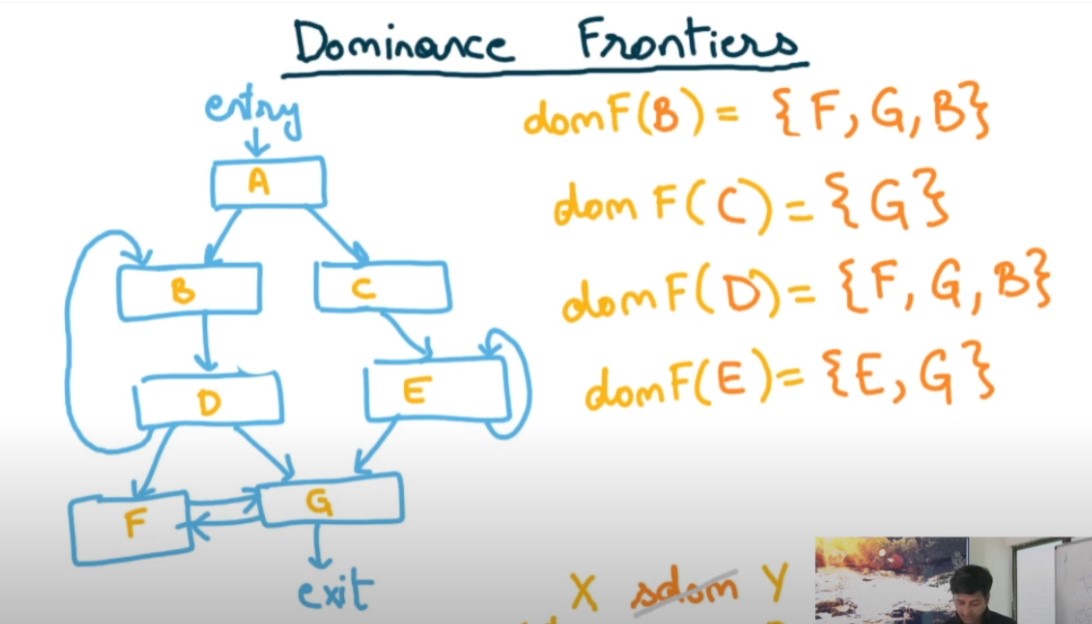 Dominance Frontiers
entry
A
B
C
D
E
F
G
exit
domF(B) = {F, G, B}
dom F(C) = {G}
domF(D) = {F, G, B}
domF(E) = {E, G}
X sdom Y